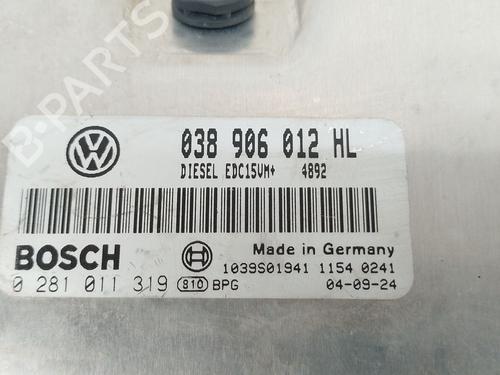 B-PARTS
038 906 012 HL
DIESEL EDC15VM+ 4892
BOSCH
Made in Germany
1039S01941 1154 0241
0 281 011 319 810 BPG 04-09-24